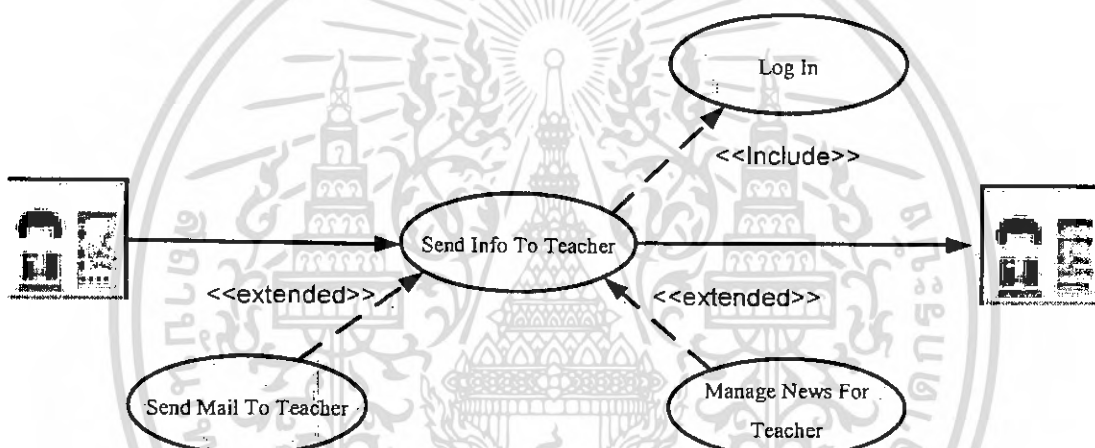 Log In
<<Include>>
Send Info To Teacher
<<extended>>
<<extended>>
Send Mail To Teacher
Manage News For
Teacher